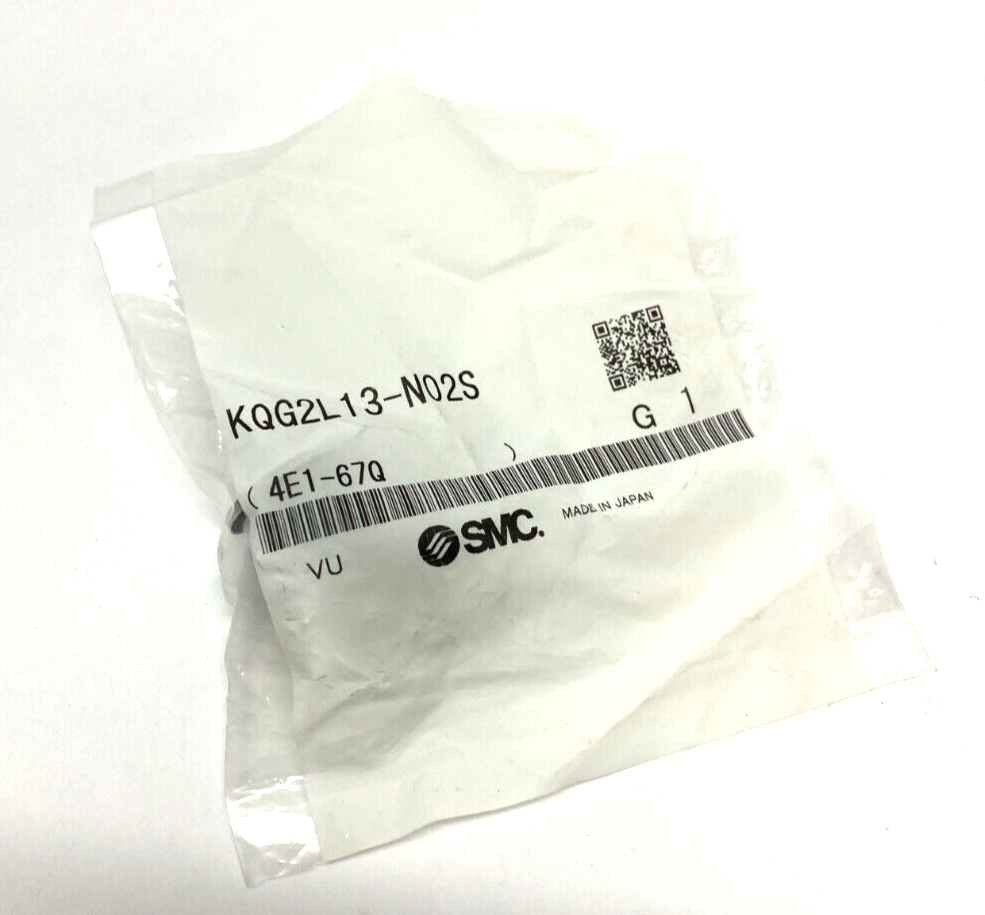 KQG2L13-N02S
G 1
( 4E1-67Q )
VU
SMC.
MADE IN JAPAN